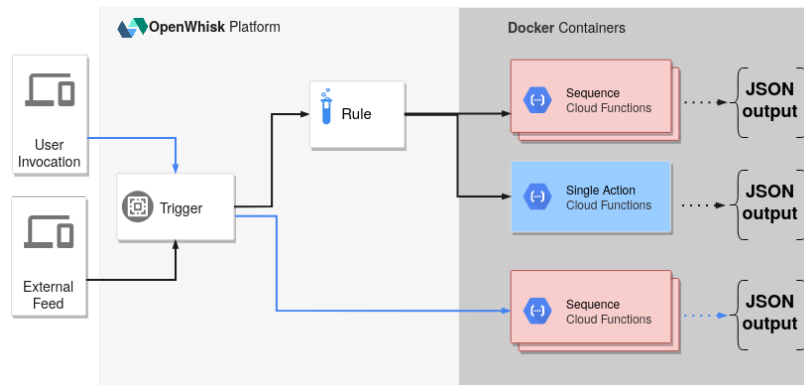 OpenWhisk Platform
Docker Containers
User
Invocation
External
Feed
Trigger
Rule
Sequence
Cloud Functions
JSON
output
Single Action
Cloud Functions
JSON
output
Sequence
Cloud Functions
JSON
output